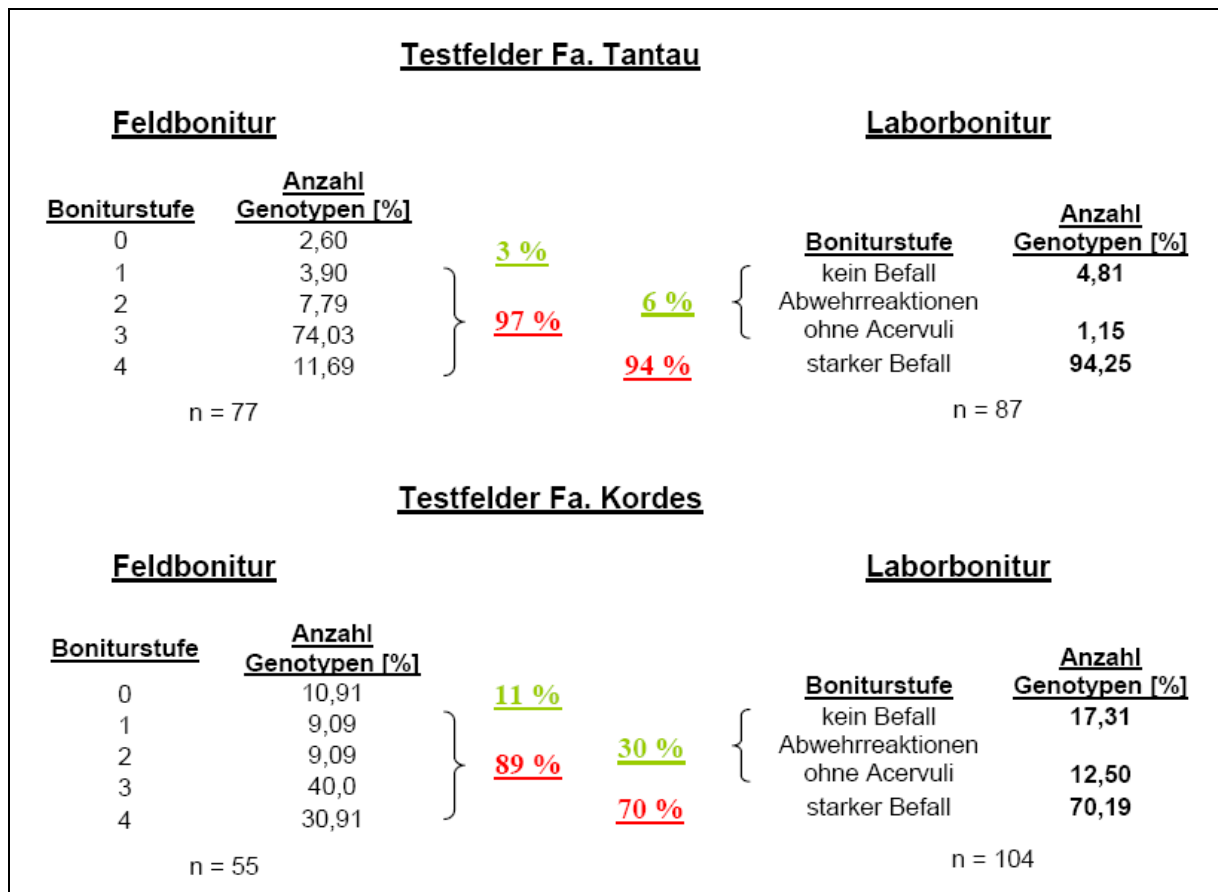 Testfelder Fa. Tantau
Feldbonitur
Boniturstufe Anzahl Genotypen [%]
0 2,60
1 3,90
2 7,79
3 74,03
4 11,69
n = 77
3 %
97 %
Laborbonitur
Boniturstufe Anzahl Genotypen [%]
kein Befall 4,81
Abwehrreaktionen
ohne Acervuli 1,15
starker Befall 94,25
n = 87
6 %
94 %
Testfelder Fa. Kordes
Feldbonitur
Boniturstufe Anzahl Genotypen [%]
0 10,91
1 9,09
2 9,09
3 40,0
4 30,91
n = 55
11 %
89 %
Laborbonitur
Boniturstufe Anzahl Genotypen [%]
kein Befall 17,31
Abwehrreaktionen
ohne Acervuli 12,50
starker Befall 70,19
n = 104
30 %
70 %